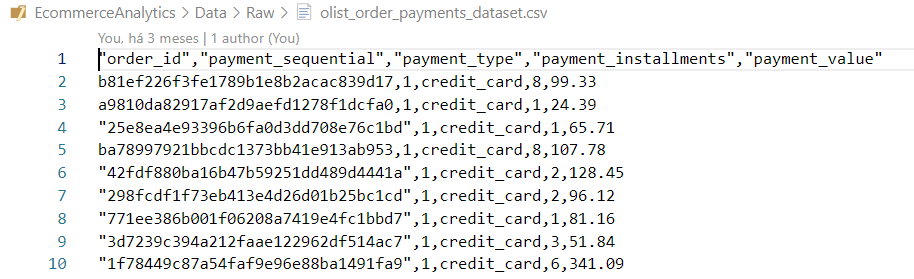 EcommerceAnalytics > Data > Raw > olist_order_payments_dataset.csv
You, há 3 meses | 1 author (You)
1 "order_id","payment_sequential","payment_type","payment_installments","payment_value"
2 b81ef226f3fe1789b1e8b2acac839d17,1,credit_card,8,99.33
3 a9810da82917af2d9aefd1278f1dcfa0,1,credit_card,1,24.39
4 "25e8ea4e93396b6fa0d3dd708e76c1bd",1,credit_card,1,65.71
5 ba78997921bbcdc1373bb41e913ab953,1,credit_card,8,107.78
6 "42fdf880ba16b47b59251dd489d4441a",1,credit_card,2,128.45
7 "298fcdf1f73eb413e4d26d01b25bc1cd",1,credit_card,2,96.12
8 "771ee386b001f06208a7419e4fc1bbd7",1,credit_card,1,81.16
9 "3d7239c394a212faae122962df514ac7",1,credit_card,3,51.84
10 "1f78449c87a54faf9e96e88ba1491fa9",1,credit_card,6,341.09